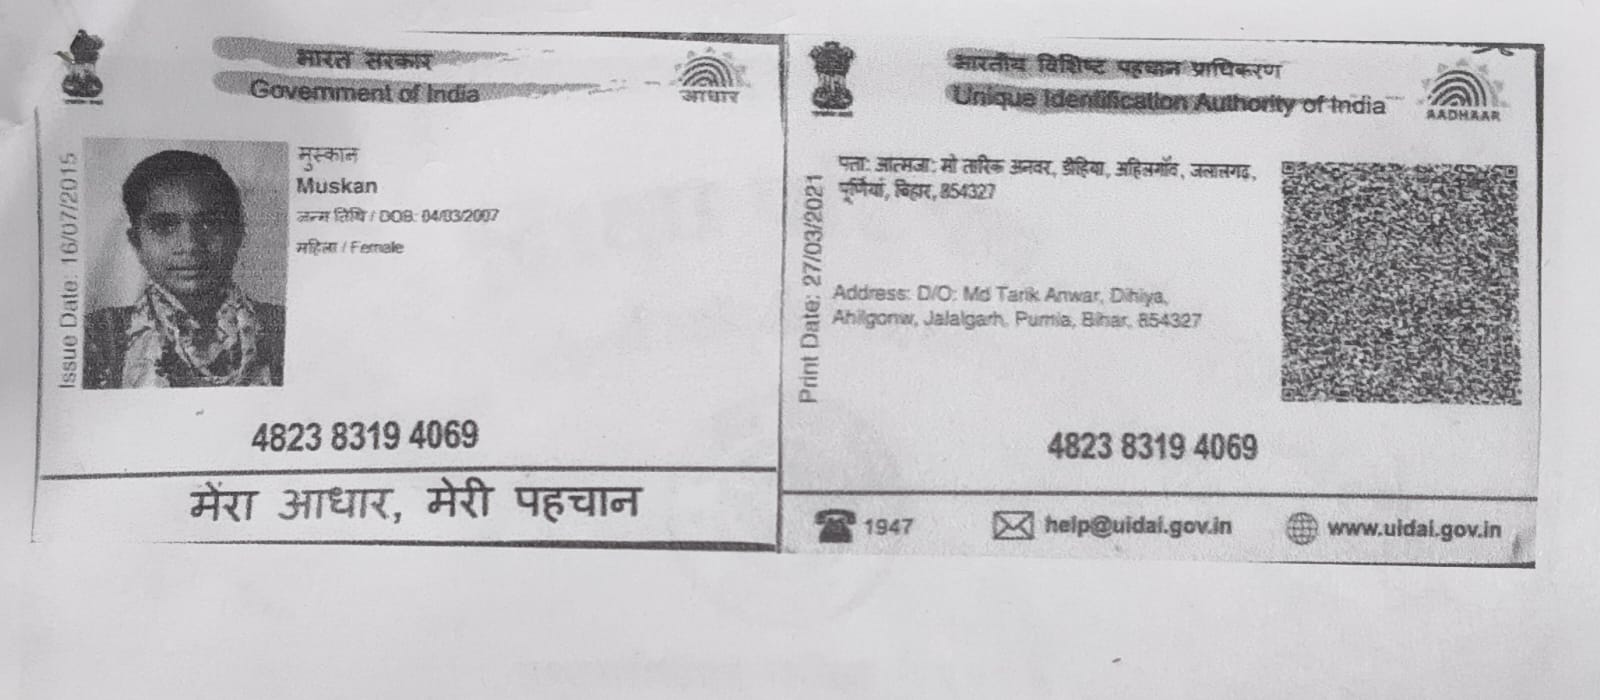 भारत सरकार
Government of India
आधार
Issue Date: 16/07/2015
मुस्कान
Muskan
जन्म तिथि / DOB: 04/03/2007
महिला / Female
4823 8319 4069
मेरा आधार, मेरी पहचान
भारतीय विशिष्ट पहचान प्राधिकरण
Unique Identification Authority of India
AADHAAR
Print Date: 27/03/2021
पता: आत्मजा: मो तारिक अनवर, डीहिया, अहिलगाँव, जलालगढ़,
पूर्णियाँ, बिहार, 854327
Address: D/O: Md Tarik Anwar, Dihiya,
Ahilgonw, Jalalgarh, Purnia, Bihar, 854327
4823 8319 4069
1947
help@uidai.gov.in
www.uidai.gov.in